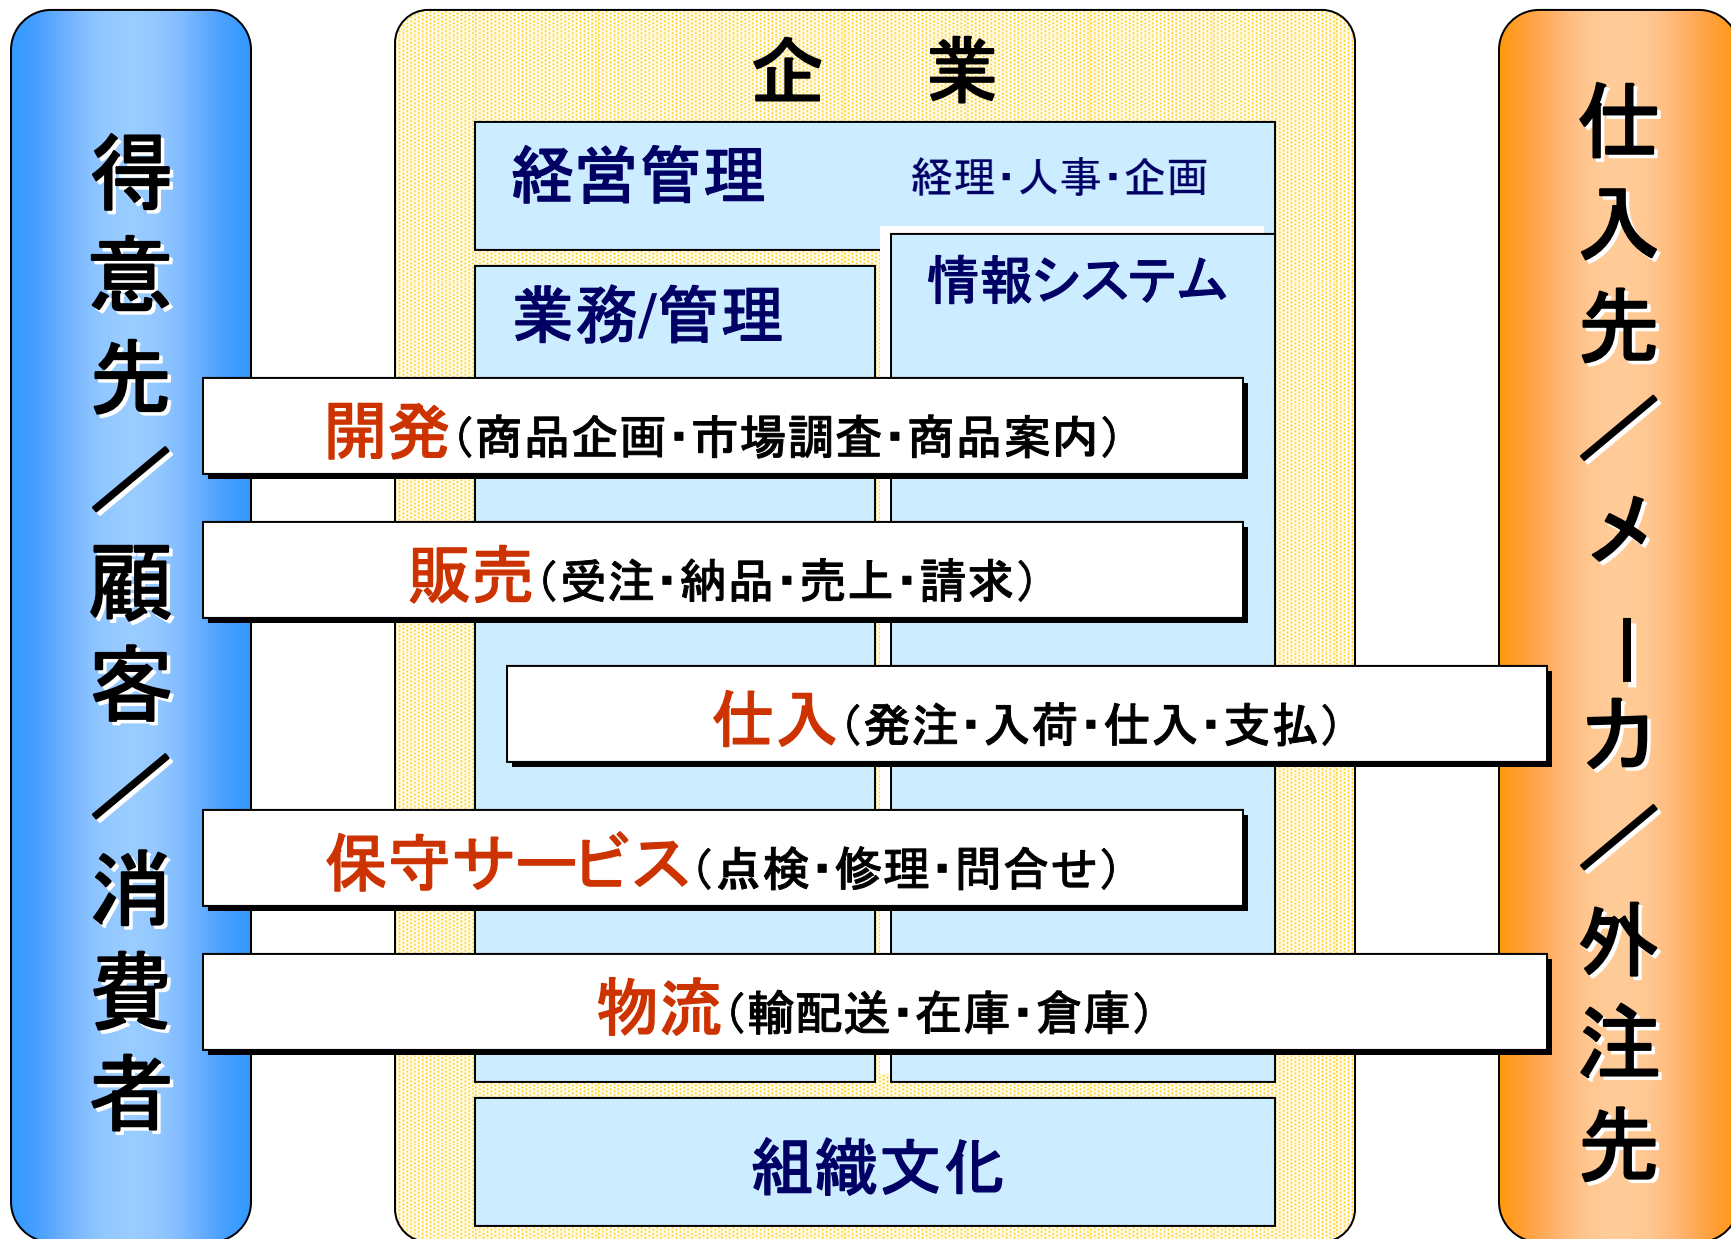 得意先／顧客／消費者
企　業
経営管理　経理・人事・企画
業務/管理
情報システム
開発（商品企画・市場調査・商品案内）
販売（受注・納品・売上・請求）
仕入（発注・入荷・仕入・支払）
保守サービス（点検・修理・問合せ）
物流（輸配送・在庫・倉庫）
組織文化
仕入先／メーカ／外注先